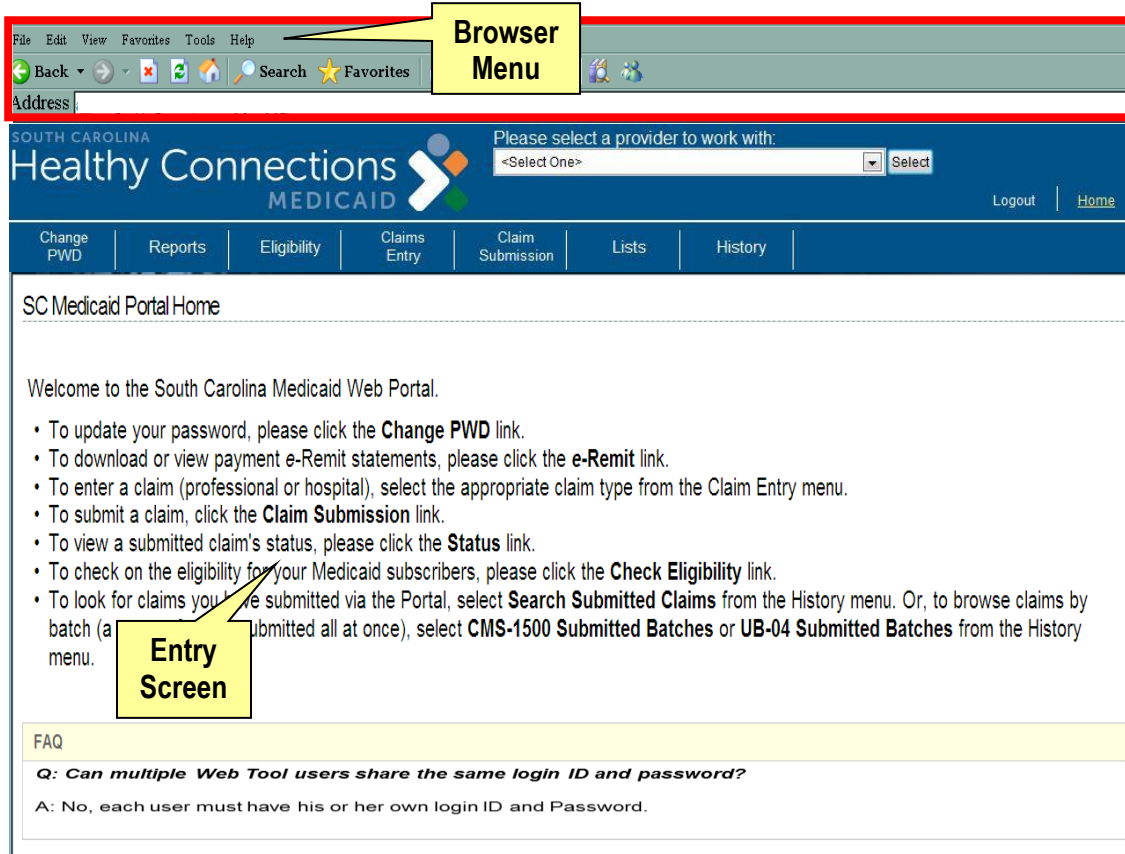 File Edit View Favorites Tools Help
Browser
Menu
Back Search Favorites
Address
SOUTH CAROLINA
Healthy Connections
MEDICAID
Please select a provider to work with:
<Select One> Select
Logout Home
Change
PWD
Reports
Eligibility
Claims
Entry
Claim
Submission
Lists
History
SC Medicaid Portal Home
Welcome to the South Carolina Medicaid Web Portal.
• To update your password, please click the Change PWD link.
• To download or view payment e-Remit statements, please click the e-Remit link.
• To enter a claim (professional or hospital), select the appropriate claim type from the Claim Entry menu.
• To submit a claim, click the Claim Submission link.
• To view a submitted claim's status, please click the Status link.
• To check on the eligibility for your Medicaid subscribers, please click the Check Eligibility link.
• To look for claims you have submitted via the Portal, select Search Submitted Claims from the History menu. Or, to browse claims by
batch (a submitted all at once), select CMS-1500 Submitted Batches or UB-04 Submitted Batches from the History
menu.
Entry
Screen
FAQ
Q: Can multiple Web Tool users share the same login ID and password?
A: No, each user must have his or her own login ID and Password.